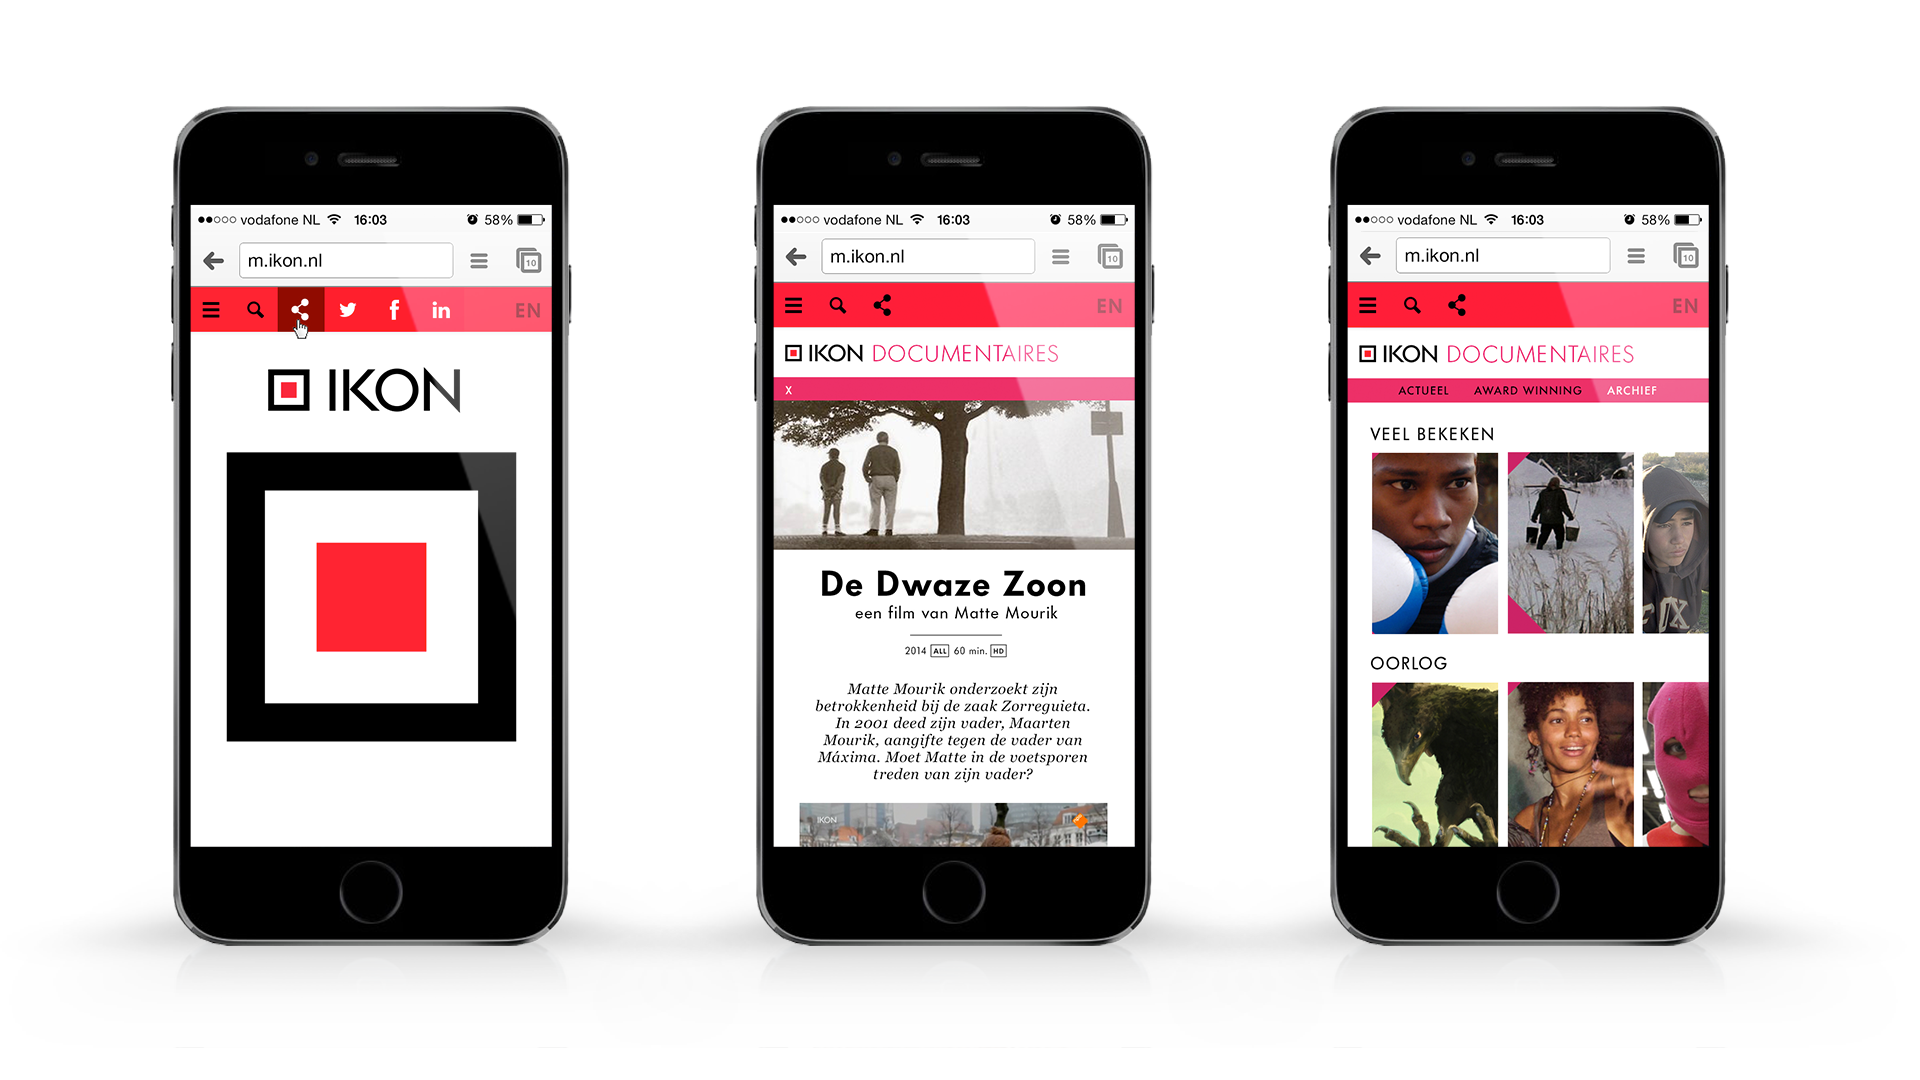 vodafone NL 16:03 58%
m.ikon.nl 10
EN
IKON
vodafone NL 16:03 58%
m.ikon.nl 10
EN
IKON DOCUMENTAIRES
X
De Dwaze Zoon
een film van Matte Mourik
2014 ALL 60 min. HD
Matte Mourik onderzoekt zijn
betrokkenheid bij de zaak Zorreguieta.
In 2001 deed zijn vader, Maarten
Mourik, aangifte tegen de vader van
Máxima. Moet Matte in de voetsporen
treden van zijn vader?
IKON
vodafone NL 16:03 58%
m.ikon.nl 10
EN
IKON DOCUMENTAIRES
ACTUEEL AWARD WINNING ARCHIEF
VEEL BEKEKEN
OORLOG